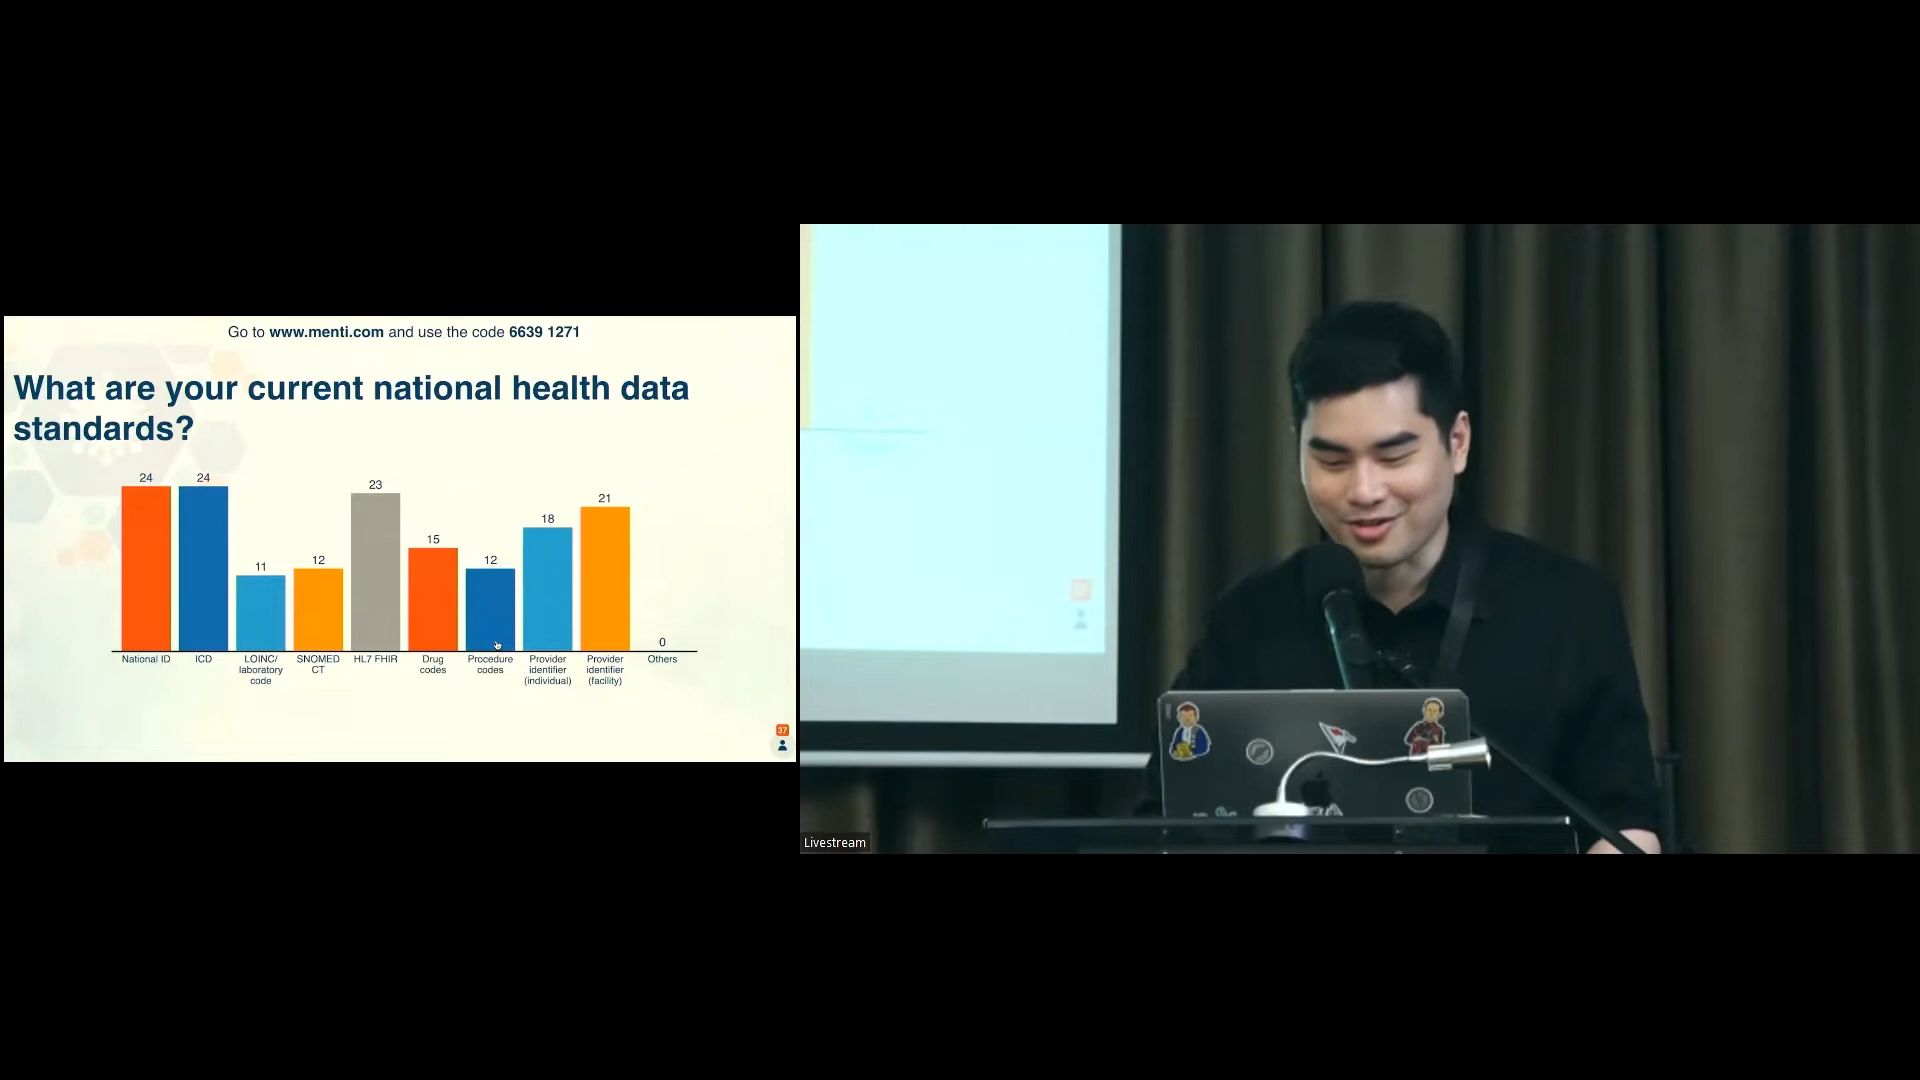 Go to www.menti.com and use the code 6639 1271
What are your current national health data
standards?
24
24
11
12
23
15
12
18
21
0
National ID
ICD
LOINC/
laboratory
code
SNOMED
CT
HL7 FHIR
Drug
codes
Procedure
codes
Provider
identifier
(individual)
Provider
identifier
(facility)
Others
37
Livestream